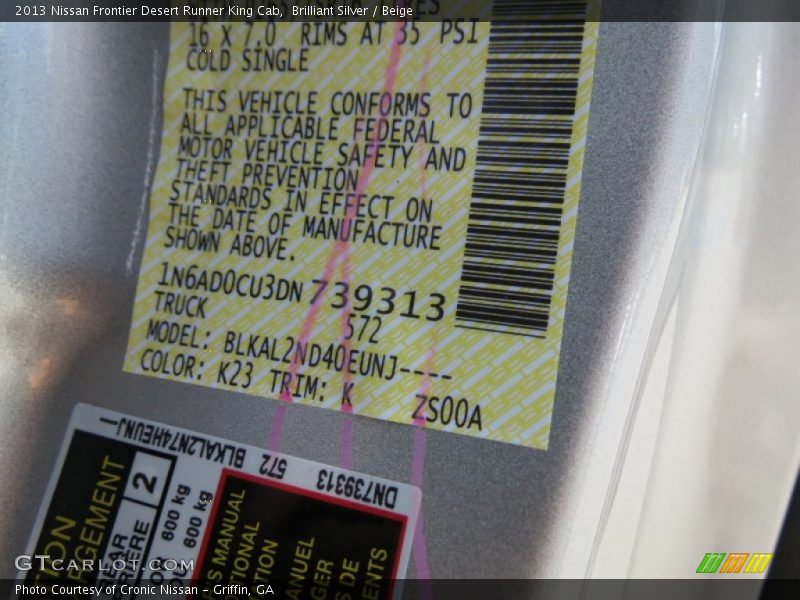 2013 Nissan Frontier Desert Runner King Cab, Brilliant Silver / Beige
16 X 7.0 RIMS AT 35 PSI
COLD SINGLE
THIS VEHICLE CONFORMS TO
ALL APPLICABLE FEDERAL
MOTOR VEHICLE SAFETY AND
THEFT PREVENTION
STANDARDS IN EFFECT ON
THE DATE OF MANUFACTURE
SHOWN ABOVE.
1N6AD0CU3DN739313
TRUCK 572
MODEL: BLKAL2ND40EUNJ----
COLOR: K23 TRIM: K ZS00A
DN739313 572 BLKAL2N74HEUNJ—
2
600 kg
600 kg
MANUAL
GTCarlot.com
Photo Courtesy of Cronic Nissan - Griffin, GA